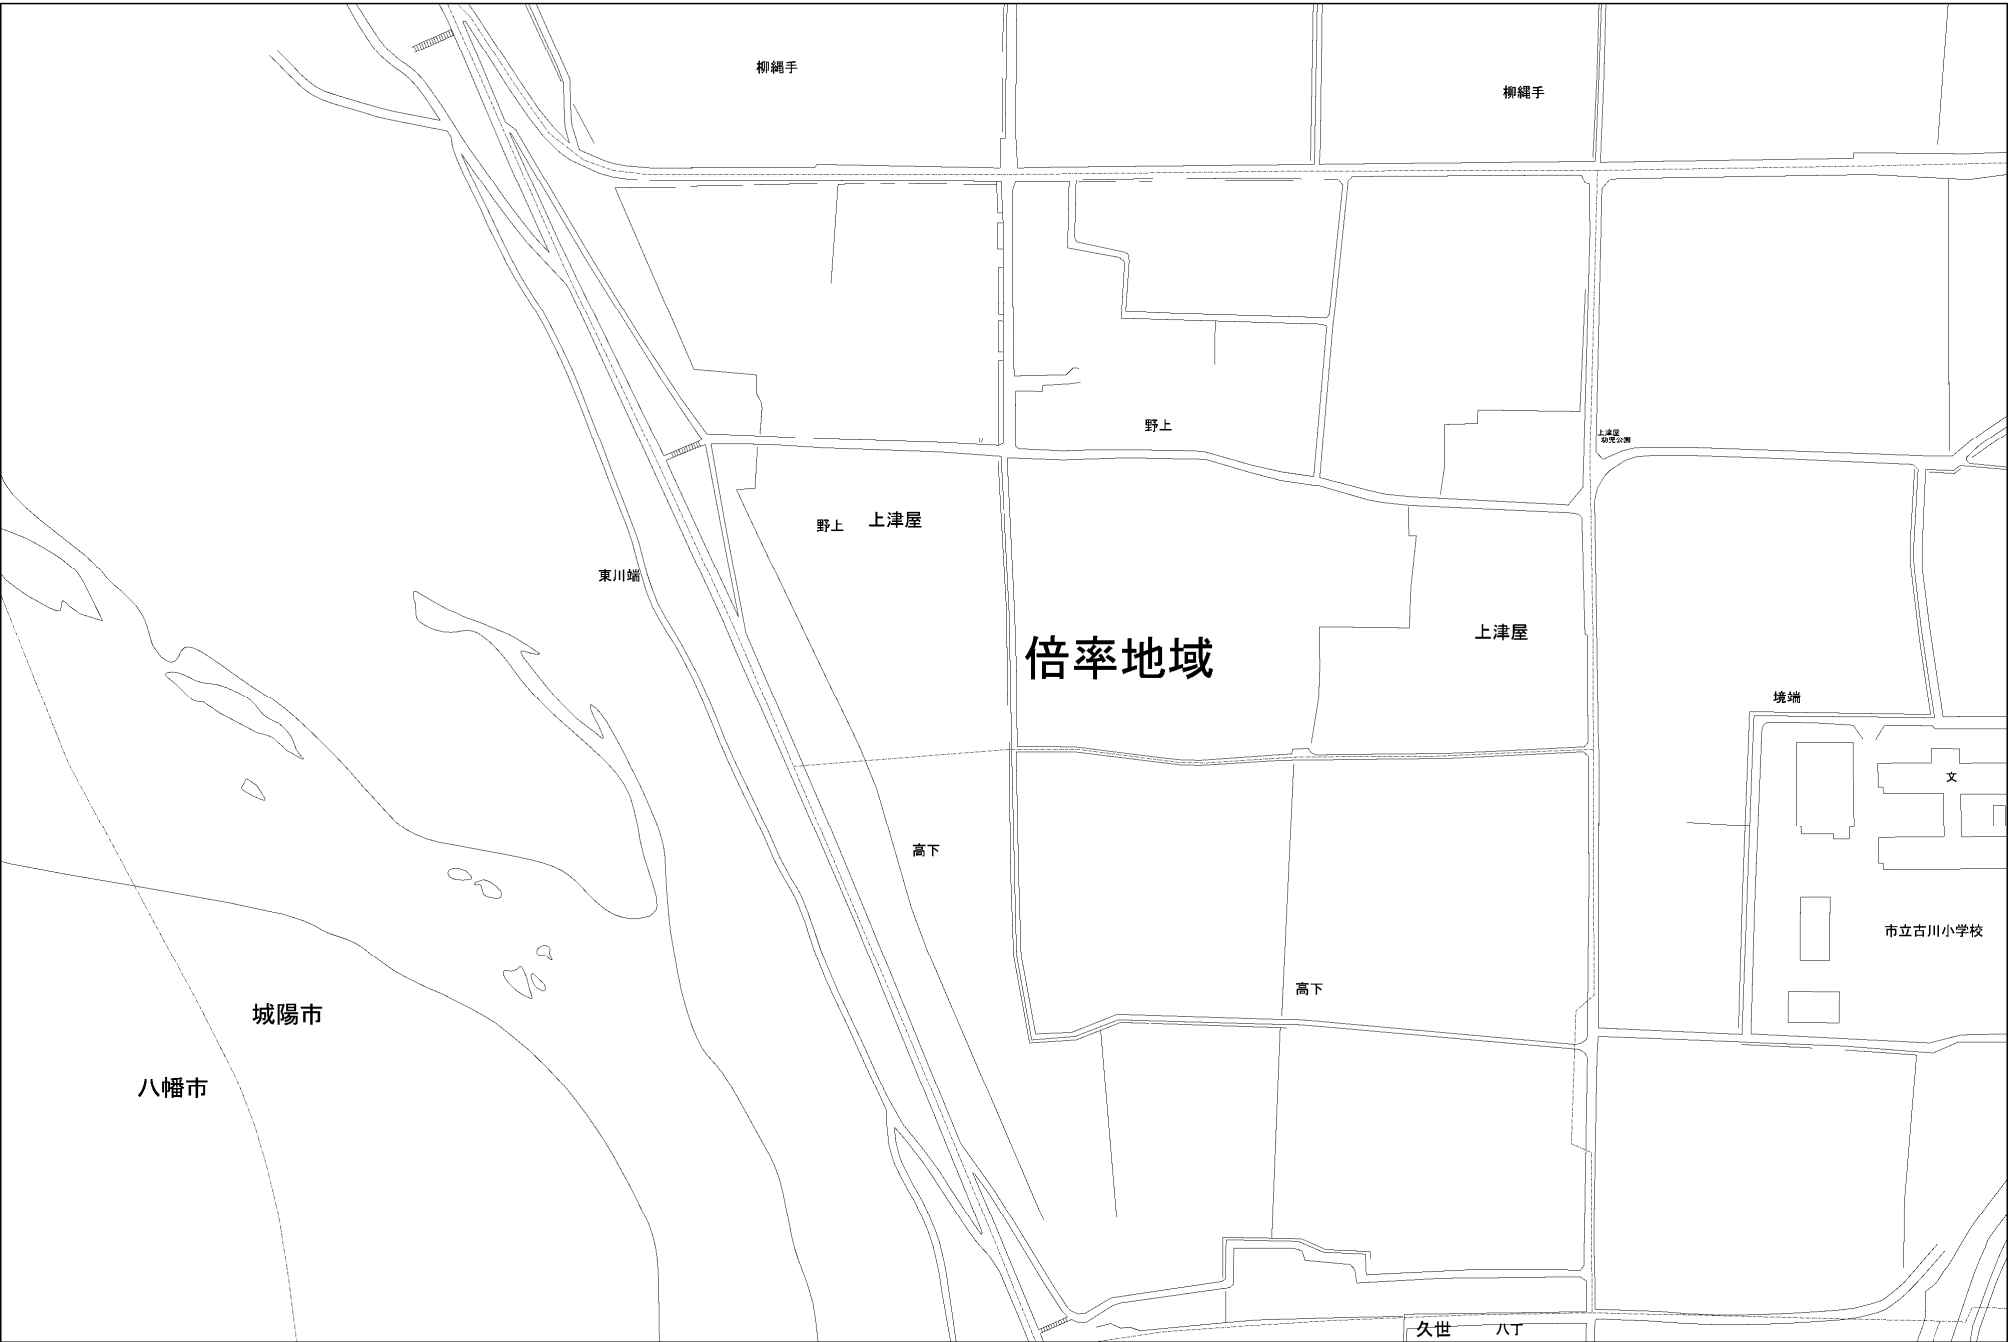 柳縄手
柳縄手
野上
上津屋
幼児公園
野上
上津屋
東川端
上津屋
倍率地域
境端
文
高下
市立古川小学校
高下
城陽市
八幡市
久世
八丁